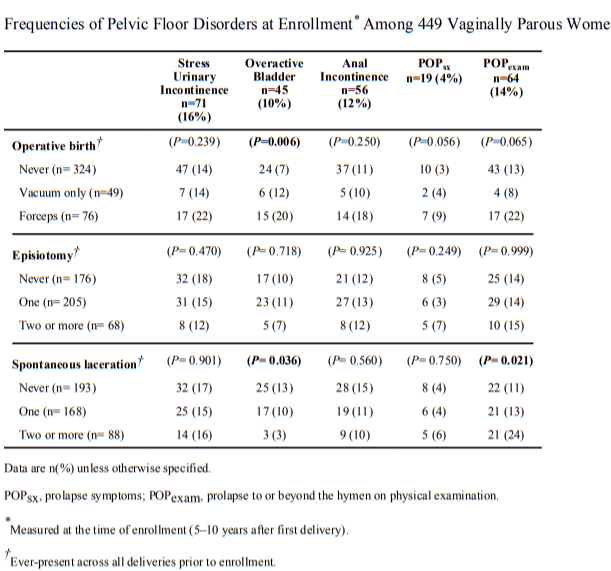 Frequencies of Pelvic Floor Disorders at Enrollment* Among 449 Vaginally Parous Wome
Stress Urinary Incontinence n=71 (16%) Overactive Bladder n=45 (10%) Anal Incontinence n=56 (12%) POPsx n=19 (4%) POPexam n=64 (14%)
Operative birth† (P=0.239) (P=0.006) (P=0.250) (P=0.056) (P=0.065)
Never (n= 324) 47 (14) 24 (7) 37 (11) 10 (3) 43 (13)
Vacuum only (n=49) 7 (14) 6 (12) 5 (10) 2 (4) 4 (8)
Forceps (n= 76) 17 (22) 15 (20) 14 (18) 7 (9) 17 (22)
Episiotomy† (P= 0.470) (P= 0.718) (P= 0.925) (P= 0.249) (P= 0.999)
Never (n= 176) 32 (18) 17 (10) 21 (12) 8 (5) 25 (14)
One (n= 205) 31 (15) 23 (11) 27 (13) 6 (3) 29 (14)
Two or more (n= 68) 8 (12) 5 (7) 8 (12) 5 (7) 10 (15)
Spontaneous laceration† (P= 0.901) (P= 0.036) (P= 0.560) (P= 0.750) (P= 0.021)
Never (n= 193) 32 (17) 25 (13) 28 (15) 8 (4) 22 (11)
One (n= 168) 25 (15) 17 (10) 19 (11) 6 (4) 21 (13)
Two or more (n= 88) 14 (16) 3 (3) 9 (10) 5 (6) 21 (24)
Data are n(%) unless otherwise specified.
POPsx, prolapse symptoms; POPexam, prolapse to or beyond the hymen on physical examination.
*Measured at the time of enrollment (5–10 years after first delivery).
†Ever-present across all deliveries prior to enrollment.